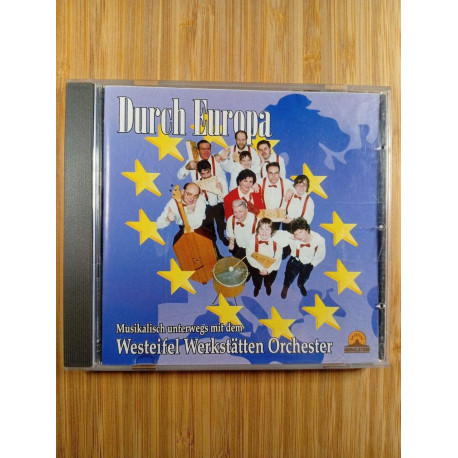 Durch Europa
Musikalisch unterwegs mit dem
Westeifel Werkstätten Orchester